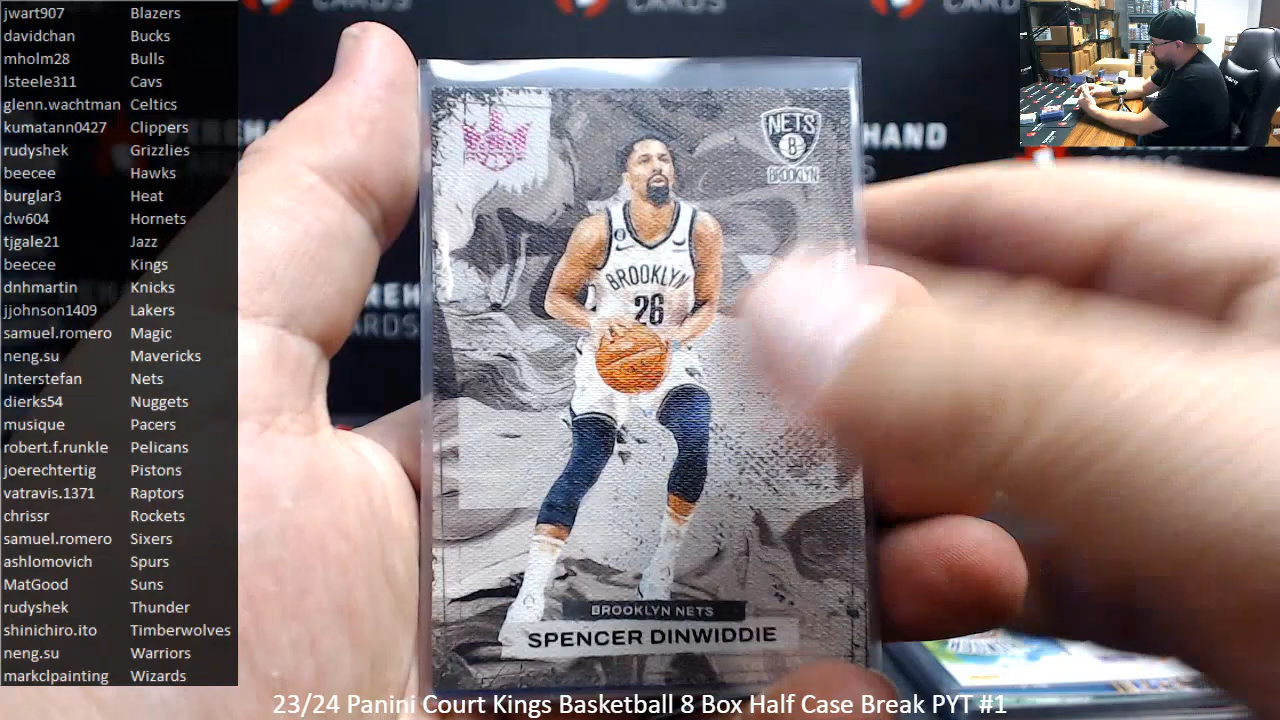 jwart907 Blazers
davidchan Bucks
mholm28 Bulls
lsteele311 Cavs
glenn.wachtman Celtics
kumatann0427 Clippers
rudyshek Grizzlies
beecee Hawks
burglar3 Heat
dw604 Hornets
tjgale21 Jazz
beecee Kings
dnhmartin Knicks
jjohnson1409 Lakers
samuel.romero Magic
neng.su Mavericks
Interstefan Nets
dierks54 Nuggets
musique Pacers
robert.f.runkle Pelicans
joerechtertig Pistons
vatravis.1371 Raptors
chrissr Rockets
samuel.romero Sixers
ashlomovich Spurs
MatGood Suns
rudyshek Thunder
shinichiro.ito Timberwolves
neng.su Warriors
markclpainting Wizards
CARDS
CARDS
HAND
NETS
B
BROOKLYN
BROOKLYN
26
BROOKLYN NETS
SPENCER DINWIDDIE
23/24 Panini Court Kings Basketball 8 Box Half Case Break PYT #1